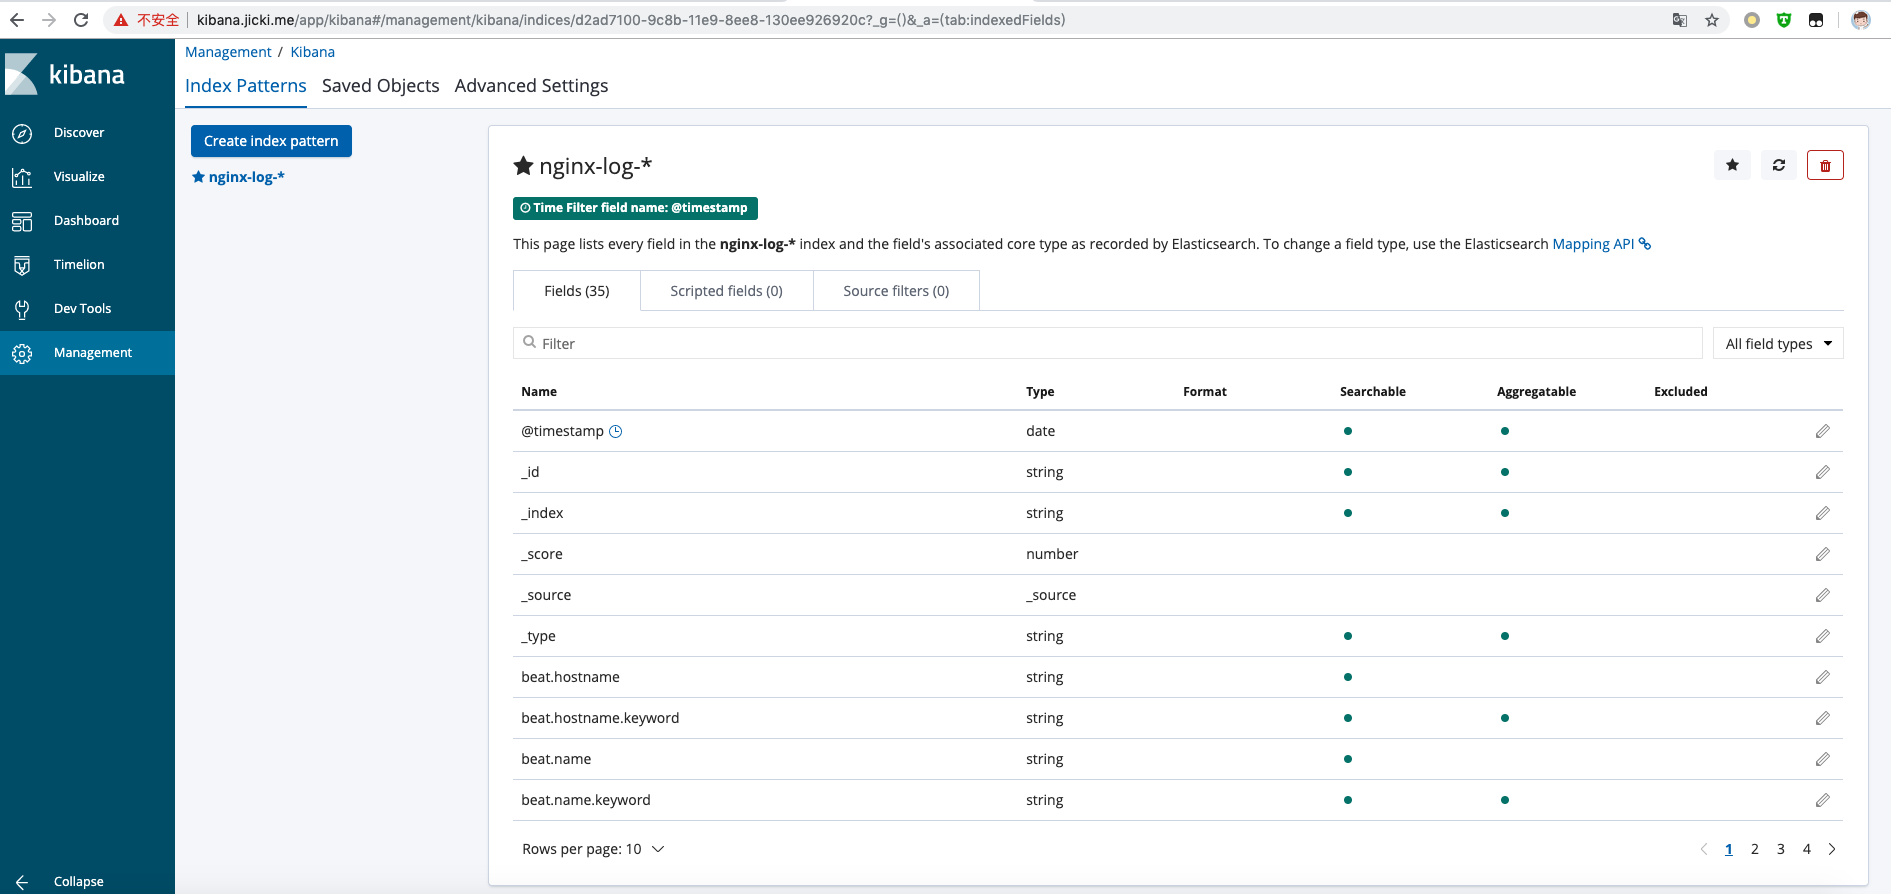 不安全 kibana.jicki.me/app/kibana#/management/kibana/indices/d2ad7100-9c8b-11e9-8ee8-130ee926920c?_g=()&_a=(tab:indexedFields)
kibana
Discover
Visualize
Dashboard
Timelion
Dev Tools
Management
Collapse
Management / Kibana
Index Patterns Saved Objects Advanced Settings
Create index pattern
nginx-log-*
nginx-log-*
Time Filter field name: @timestamp
This page lists every field in the nginx-log-* index and the field's associated core type as recorded by Elasticsearch. To change a field type, use the Elasticsearch Mapping API
Fields (35) Scripted fields (0) Source filters (0)
Filter All field types
Name Type Format Searchable Aggregatable Excluded
@timestamp date
_id string
_index string
_score number
_source _source
_type string
beat.hostname string
beat.hostname.keyword string
beat.name string
beat.name.keyword string
Rows per page: 10 1 2 3 4